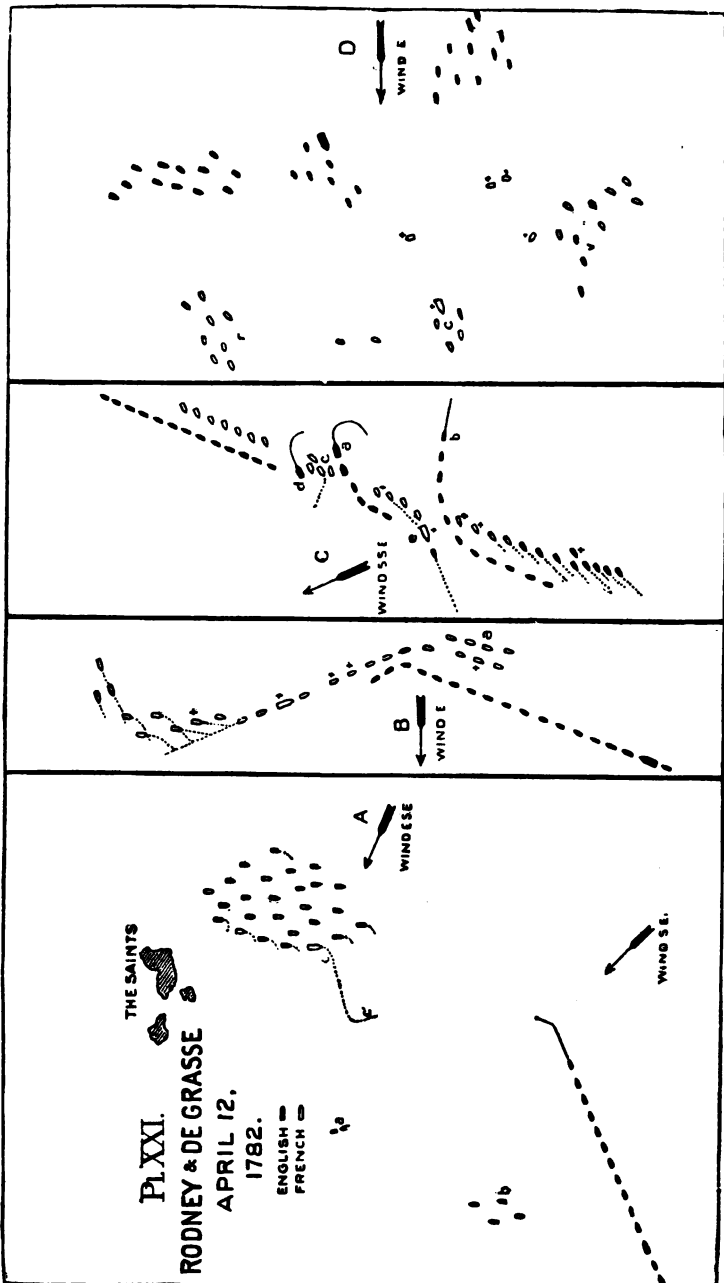 Pl. XXI.
RODNEY & DE GRASSE
APRIL 12,
1782.
ENGLISH
FRENCH
THE SAINTS
A
WIND ESE
WIND SE.
a
b
c
F
B
WIND E
a
C
WIND SSE
a
b
c
d
e
D
WIND E
c
r